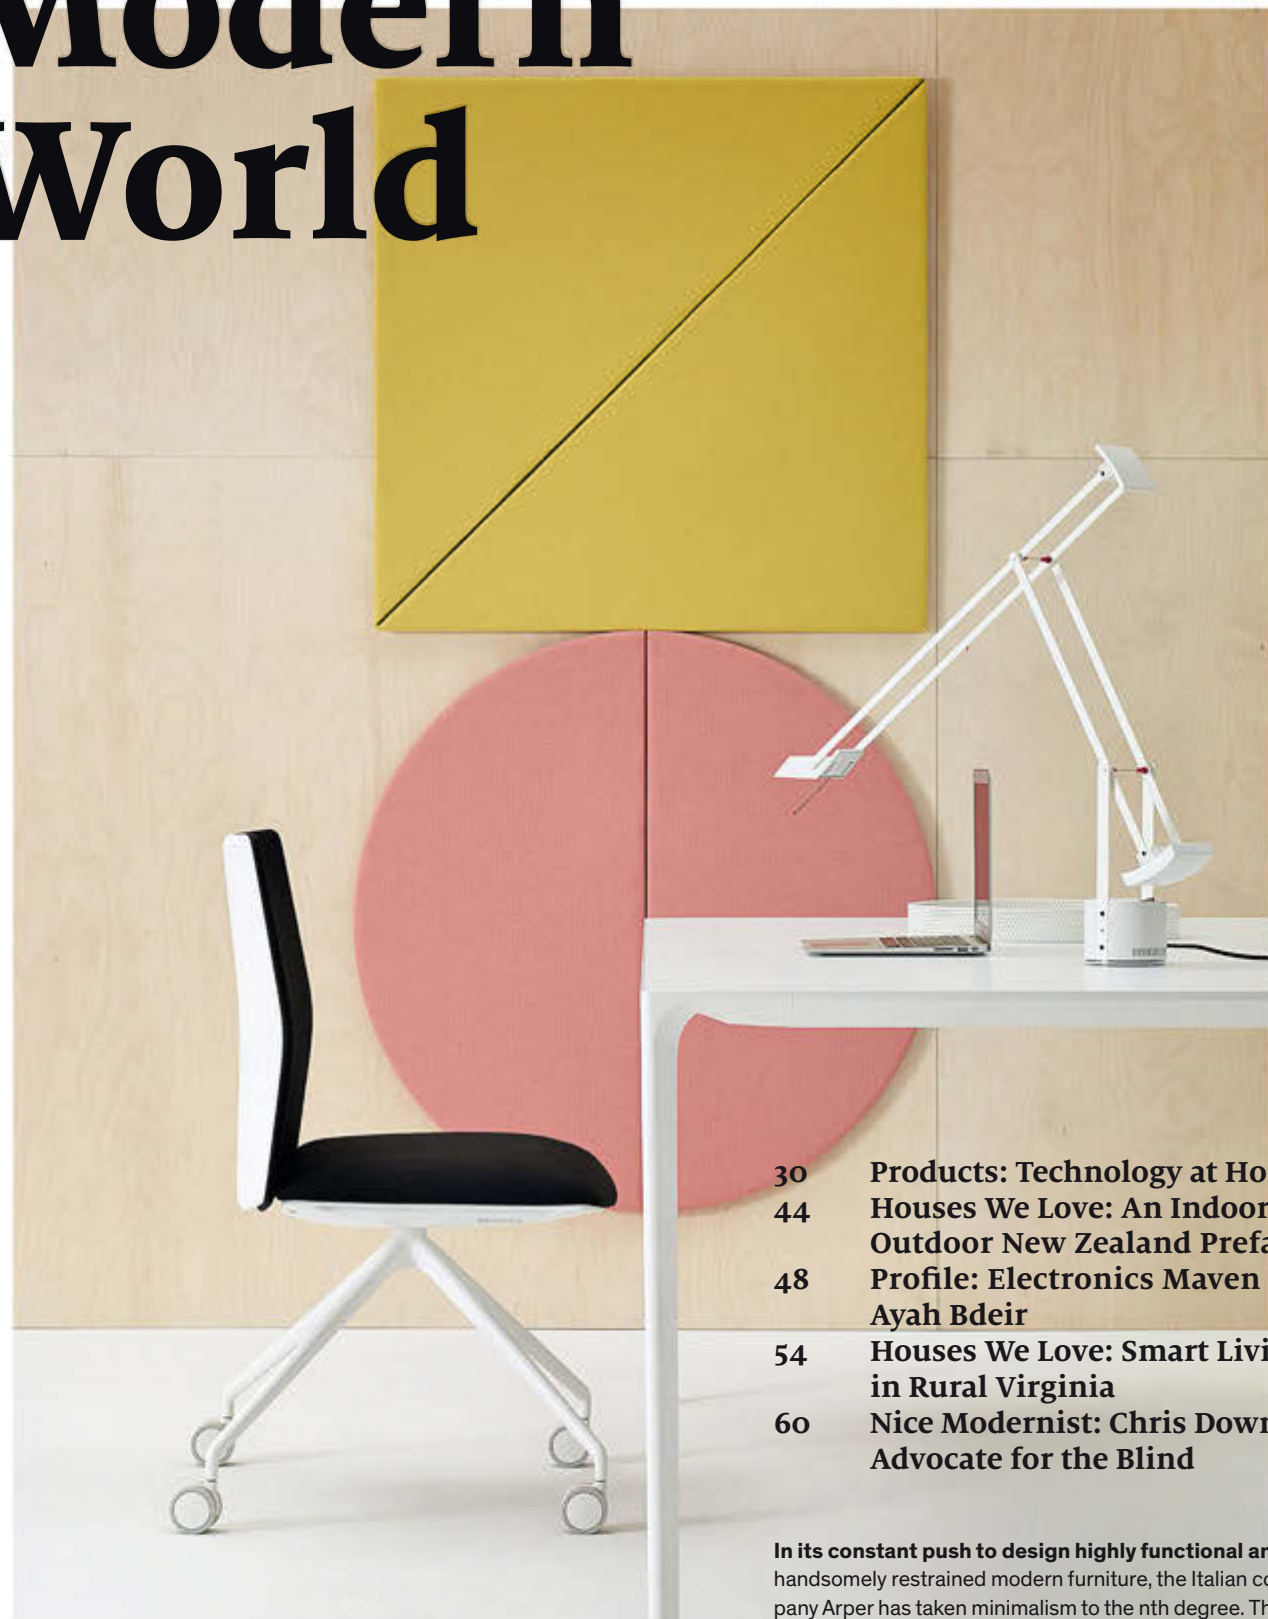 Modern
World
30 Products: Technology at Ho
44 Houses We Love: An Indoor
Outdoor New Zealand Prefa
48 Profile: Electronics Maven
Ayah Bdeir
54 Houses We Love: Smart Livi
in Rural Virginia
60 Nice Modernist: Chris Down
Advocate for the Blind
In its constant push to design highly functional an
handsomely restrained modern furniture, the Italian co
pany Arper has taken minimalism to the nth degree. Th